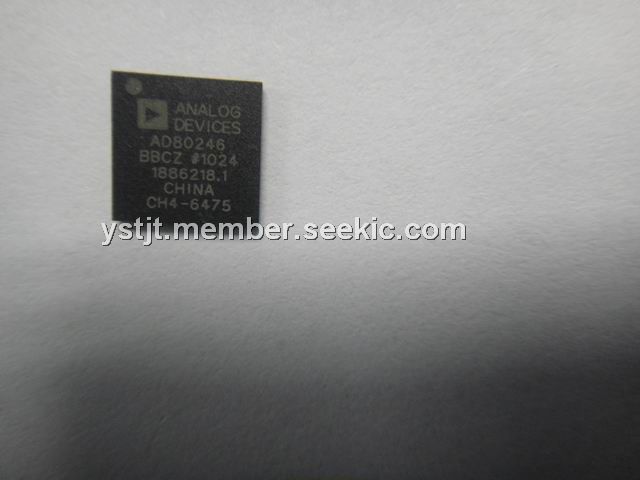 ANALOG
DEVICES
AD80246
BBCZ #1024
1886218.1
CHINA
CH4-6475
ystjt.member.seekic.com